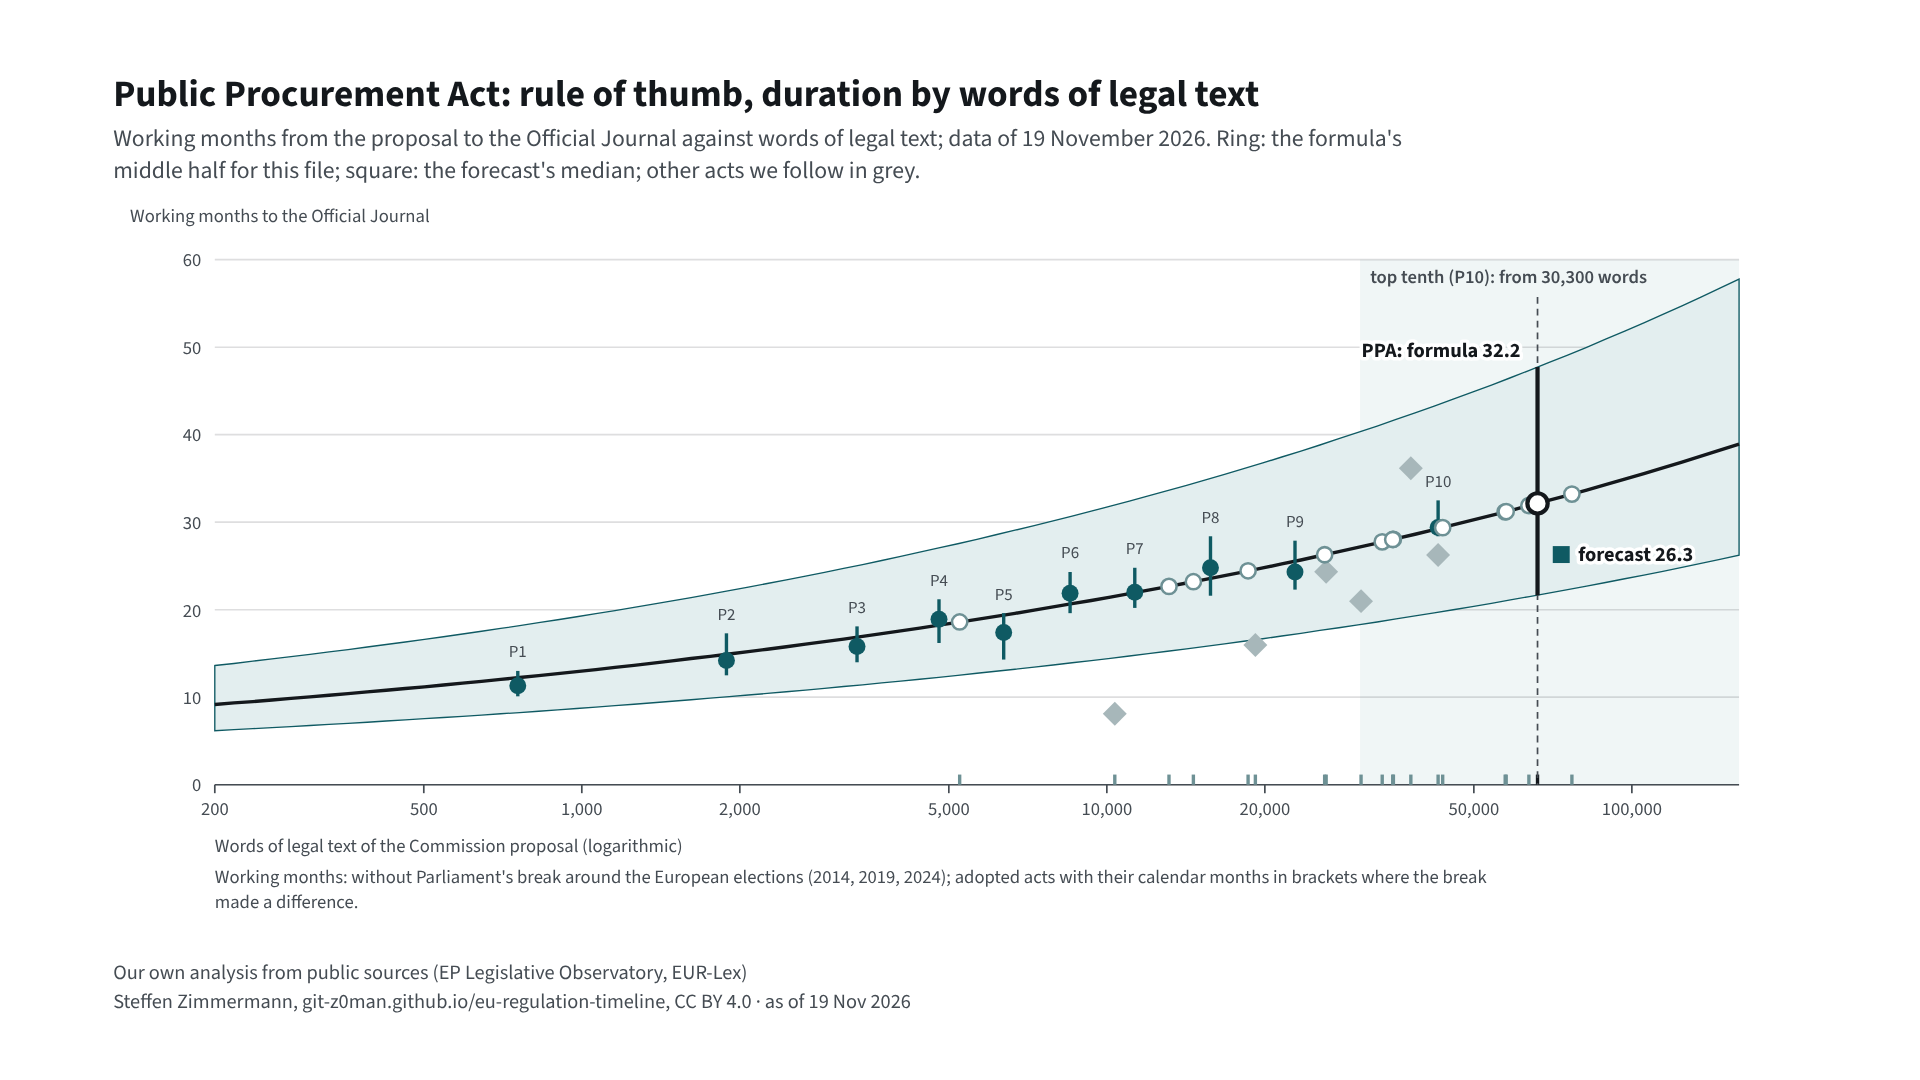 Public Procurement Act: rule of thumb, duration by words of legal text
Working months from the proposal to the Official Journal against words of legal text; data of 19 November 2026. Ring: the formula's
middle half for this file; square: the forecast's median; other acts we follow in grey.
Working months to the Official Journal
60
top tenth (P10): from 30,300 words
50
PPA: formula 32.2
40
P10
P8
P9
30
P7
P6
forecast 26.3
P5
P4
P3
P2
20
P1
10
0
200
500
1,000
2,000
5,000
10,000
20,000
50,000
100,000
Words of legal text of the Commission proposal (logarithmic)
Working months: without Parliament's break around the European elections (2014, 2019, 2024); adopted acts with their calendar months in brackets where the break
made a difference.
Our own analysis from public sources (EP Legislative Observatory, EUR-Lex)
Steffen Zimmermann, git-z0man.github.io/eu-regulation-timeline, CC BY 4.0 · as of 19 Nov 2026